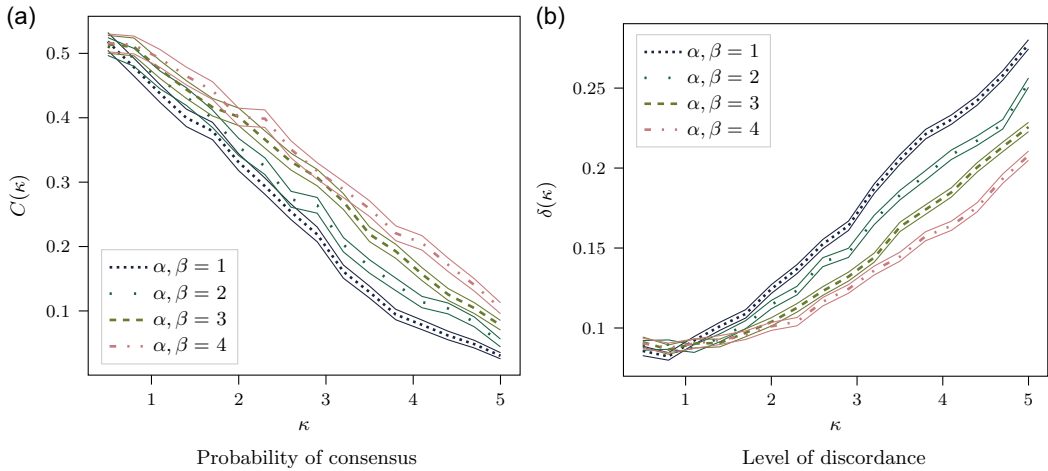 (a)
C(κ)
0.5
0.4
0.3
0.2
0.1
α, β = 1
α, β = 2
α, β = 3
α, β = 4
1 2 3 4 5
κ
Probability of consensus
(b)
δ(κ)
0.25
0.2
0.15
0.1
α, β = 1
α, β = 2
α, β = 3
α, β = 4
1 2 3 4 5
κ
Level of discordance